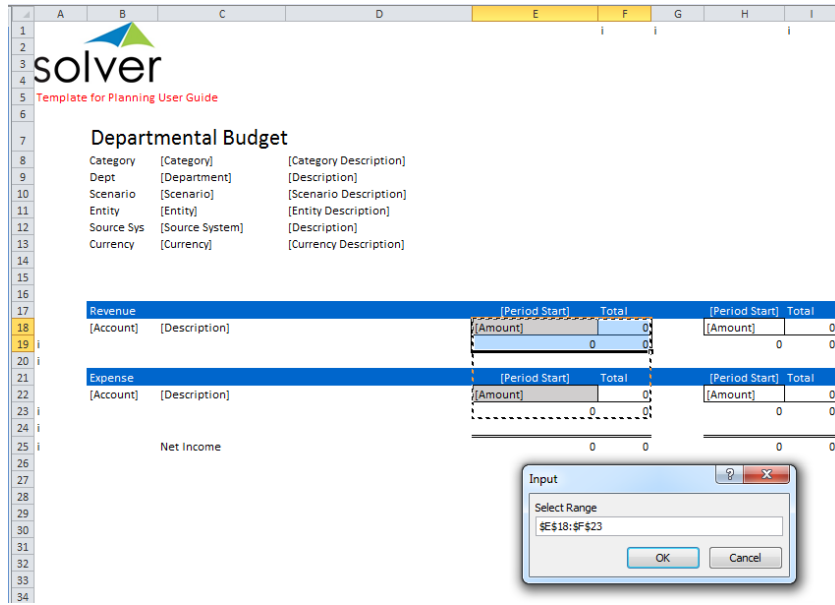 A B C D E F G H I
1 i i i
2
3 solver
4
5 Template for Planning User Guide
6
7 Departmental Budget
8 Category [Category] [Category Description]
9 Dept [Department] [Description]
10 Scenario [Scenario] [Scenario Description]
11 Entity [Entity] [Entity Description]
12 Source Sys [Source System] [Description]
13 Currency [Currency] [Currency Description]
14
15
16
17 Revenue [Period Start] Total [Period Start] Total
18 [Account] [Description] [Amount] 0 [Amount] 0
19 i 0 0 0 0
20 i
21 Expense [Period Start] Total [Period Start] Total
22 [Account] [Description] [Amount] 0 [Amount] 0
23 i 0 0 0 0
24 i
25 i Net Income 0 0 0 0
26
27 Input
28
29 Select Range
30 $E$18:$F$23
31
32 OK Cancel
33
34